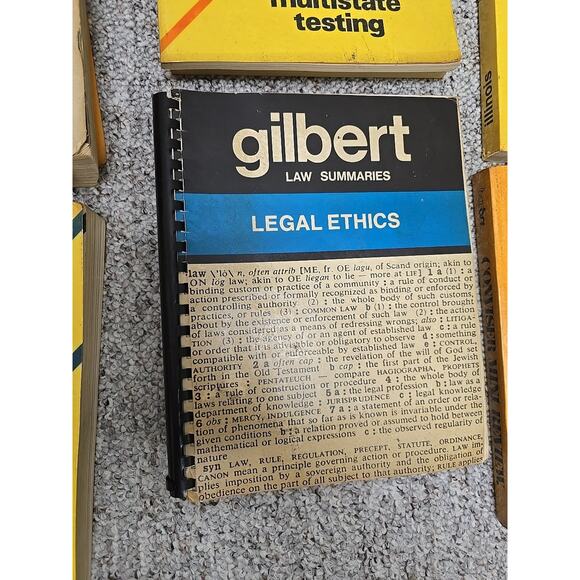 multistate
testing
illinois
gilbert
LAW SUMMARIES
LEGAL ETHICS
law \'lȯ\ n, often attrib [ME, fr. OE lagu, of Scand origin; akin to
ON log law; akin to OE liegan to lie — more at LIE] 1 a (1) : a
binding custom or practice of a community : a rule of conduct or
action prescribed or formally recognized as binding or enforced by
a controlling authority (2) : the whole body of such customs,
practices, or rules (3) : COMMON LAW b (1) : the control brought
about by the existence or enforcement of such law (2) : the action
of laws considered as a means of redressing wrongs; also : LITIGA-
TION (3) : the agency of or an agent of established law c : a rule
or order that it is advisable or obligatory to observe d : something
compatible with or enforceable by established law e : CONTROL,
AUTHORITY 2 a often cap : the revelation of the will of God set
forth in the Old Testament b cap : the first part of the Jewish
scriptures : PENTATEUCH — compare HAGIOGRAPHA, PROPHETS
3 : a rule of construction or procedure 4 : the whole body of
laws relating to one subject 5 a : the legal profession b : law as a
department of knowledge : JURISPRUDENCE c : legal knowledge
6 obs : MERCY, INDULGENCE 7 a : a statement of an order or rela-
tion of phenomena that so far as is known is invariable under the
given conditions b : a relation proved or assumed to hold between
mathematical or logical expressions c : the observed regularity of
nature
syn LAW, RULE, REGULATION, PRECEPT, STATUTE, ORDINANCE,
CANON mean a principle governing action or procedure. LAW im-
plies imposition by a sovereign authority and the obligation of
obedience on the part of all subject to that authority; RULE applies